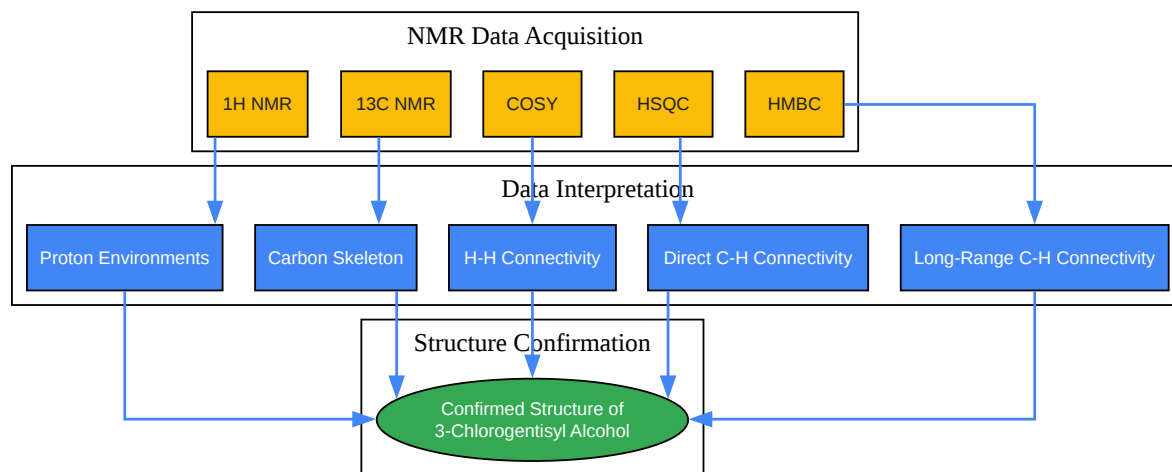 NMR Data Acquisition
1H NMR
13C NMR
COSY
HSQC
HMBC
Data Interpretation
Proton Environments
Carbon Skeleton
H-H Connectivity
Direct C-H Connectivity
Long-Range C-H Connectivity
Structure Confirmation
Confirmed Structure of
3-Chlorogentisyl Alcohol